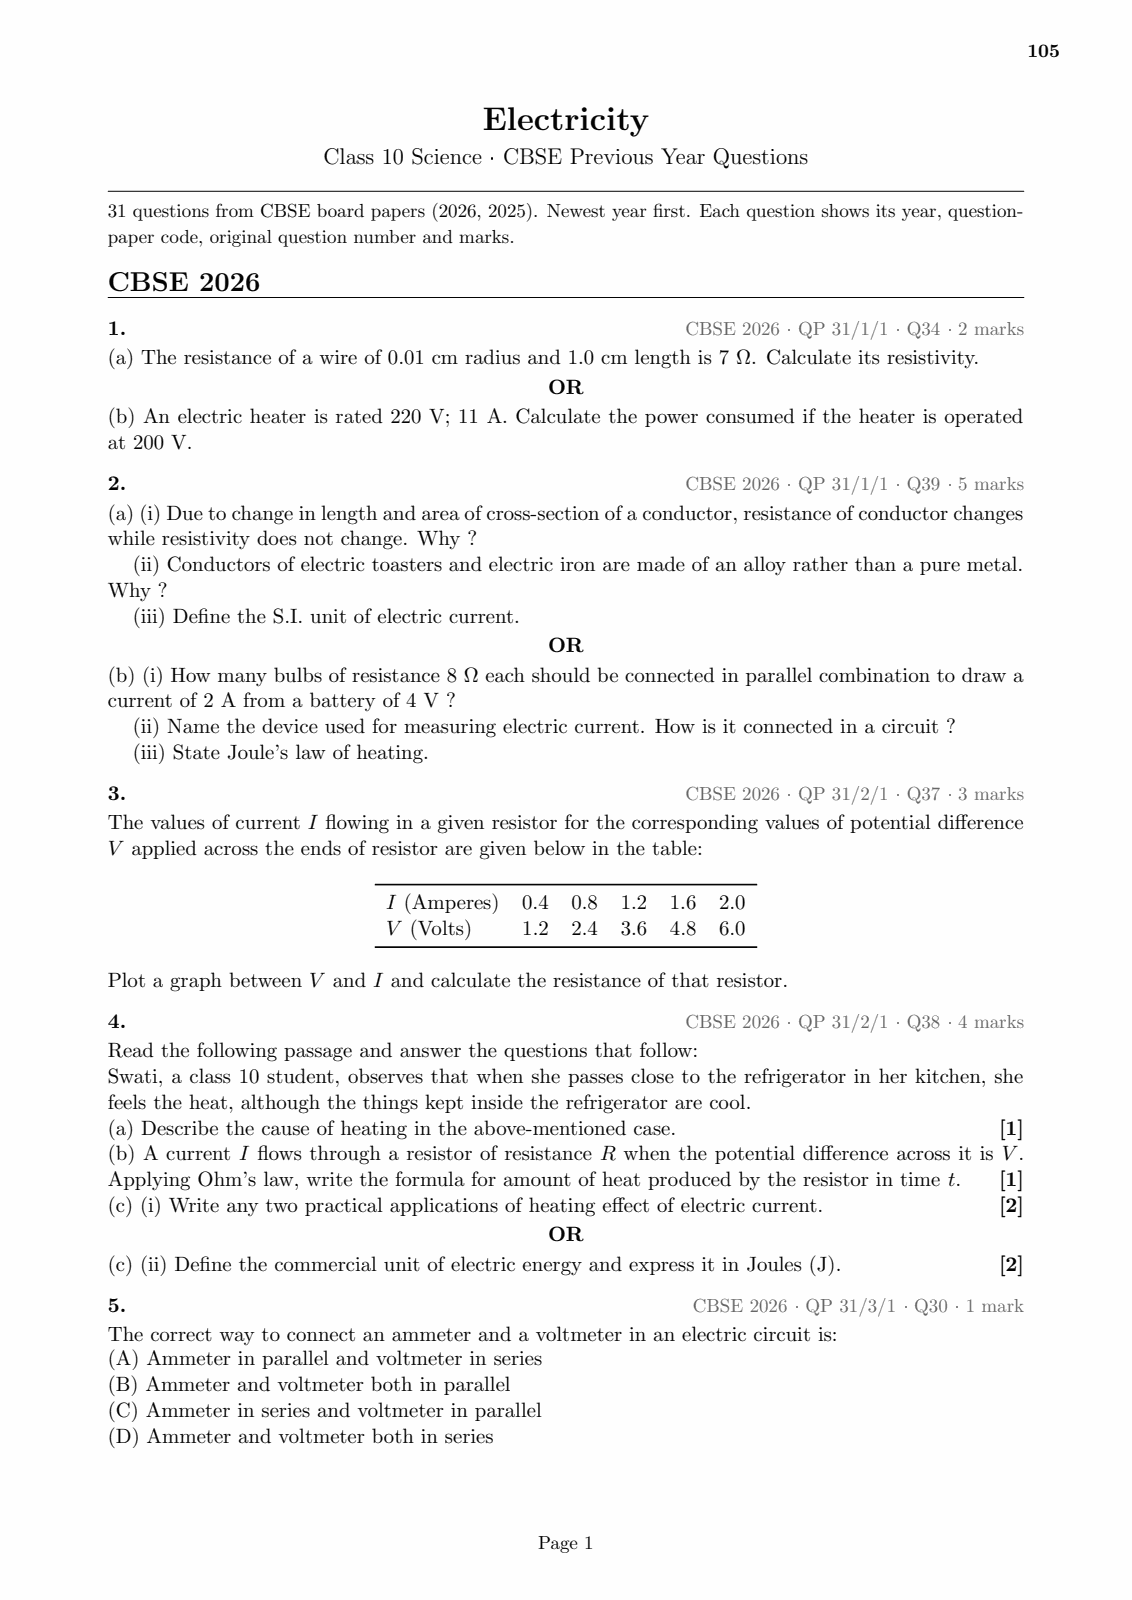 105
Electricity
Class 10 Science · CBSE Previous Year Questions
31 questions from CBSE board papers (2026, 2025). Newest year first. Each question shows its year, question-
paper code, original question number and marks.
CBSE 2026
1. CBSE 2026 · QP 31/1/1 · Q34 · 2 marks
(a) The resistance of a wire of 0.01 cm radius and 1.0 cm length is 7 Ω. Calculate its resistivity.
OR
(b) An electric heater is rated 220 V; 11 A. Calculate the power consumed if the heater is operated
at 200 V.
2. CBSE 2026 · QP 31/1/1 · Q39 · 5 marks
(a) (i) Due to change in length and area of cross-section of a conductor, resistance of conductor changes
while resistivity does not change. Why ?
(ii) Conductors of electric toasters and electric iron are made of an alloy rather than a pure metal.
Why ?
(iii) Define the S.I. unit of electric current.
OR
(b) (i) How many bulbs of resistance 8 Ω each should be connected in parallel combination to draw a
current of 2 A from a battery of 4 V ?
(ii) Name the device used for measuring electric current. How is it connected in a circuit ?
(iii) State Joule's law of heating.
3. CBSE 2026 · QP 31/2/1 · Q37 · 3 marks
The values of current I flowing in a given resistor for the corresponding values of potential difference
V applied across the ends of resistor are given below in the table:
I (Amperes) 0.4 0.8 1.2 1.6 2.0
V (Volts) 1.2 2.4 3.6 4.8 6.0
Plot a graph between V and I and calculate the resistance of that resistor.
4. CBSE 2026 · QP 31/2/1 · Q38 · 4 marks
Read the following passage and answer the questions that follow:
Swati, a class 10 student, observes that when she passes close to the refrigerator in her kitchen, she
feels the heat, although the things kept inside the refrigerator are cool.
(a) Describe the cause of heating in the above-mentioned case. [1]
(b) A current I flows through a resistor of resistance R when the potential difference across it is V.
Applying Ohm's law, write the formula for amount of heat produced by the resistor in time t. [1]
(c) (i) Write any two practical applications of heating effect of electric current. [2]
OR
(c) (ii) Define the commercial unit of electric energy and express it in Joules (J). [2]
5. CBSE 2026 · QP 31/3/1 · Q30 · 1 mark
The correct way to connect an ammeter and a voltmeter in an electric circuit is:
(A) Ammeter in parallel and voltmeter in series
(B) Ammeter and voltmeter both in parallel
(C) Ammeter in series and voltmeter in parallel
(D) Ammeter and voltmeter both in series
Page 1